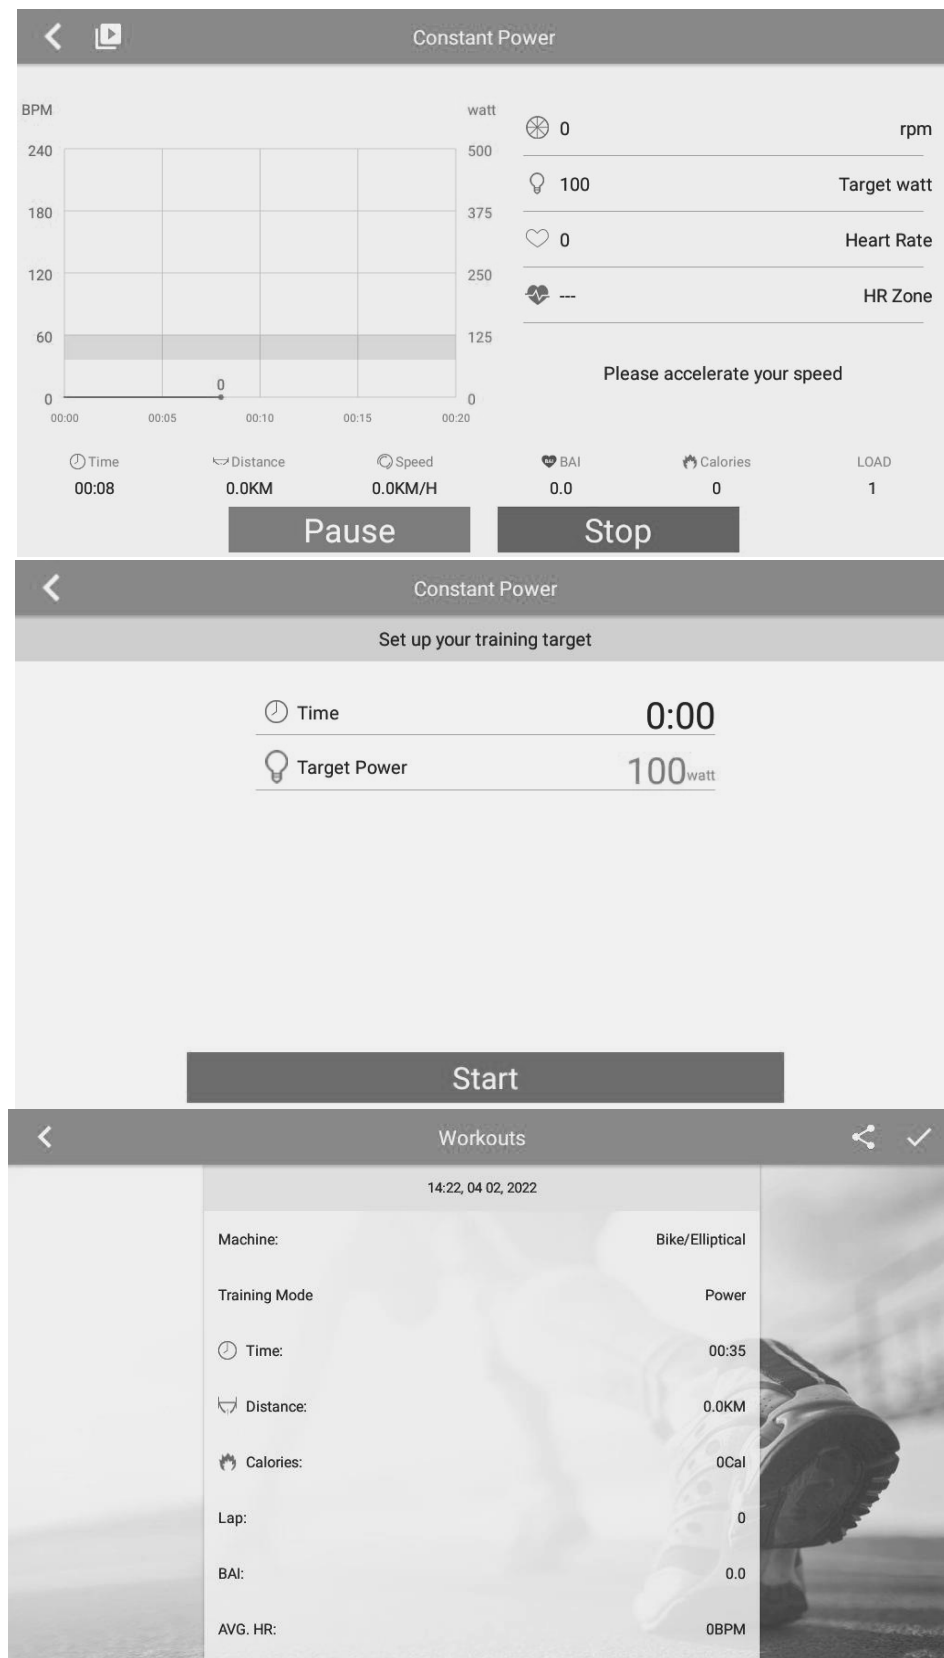 Constant Power
BPM
watt
240
500
180
375
120
250
60
125
0
0
0
00:00 00:05 00:10 00:15 00:20
0 rpm
100 Target watt
0 Heart Rate
--- HR Zone
Please accelerate your speed
Time Distance Speed BAI Calories LOAD
00:08 0.0KM 0.0KM/H 0.0 0 1
Pause Stop
Constant Power
Set up your training target
Time 0:00
Target Power 100watt
Start
Workouts
14:22, 04 02, 2022
Machine: Bike/Elliptical
Training Mode Power
Time: 00:35
Distance: 0.0KM
Calories: 0Cal
Lap: 0
BAI: 0.0
AVG. HR: 0BPM